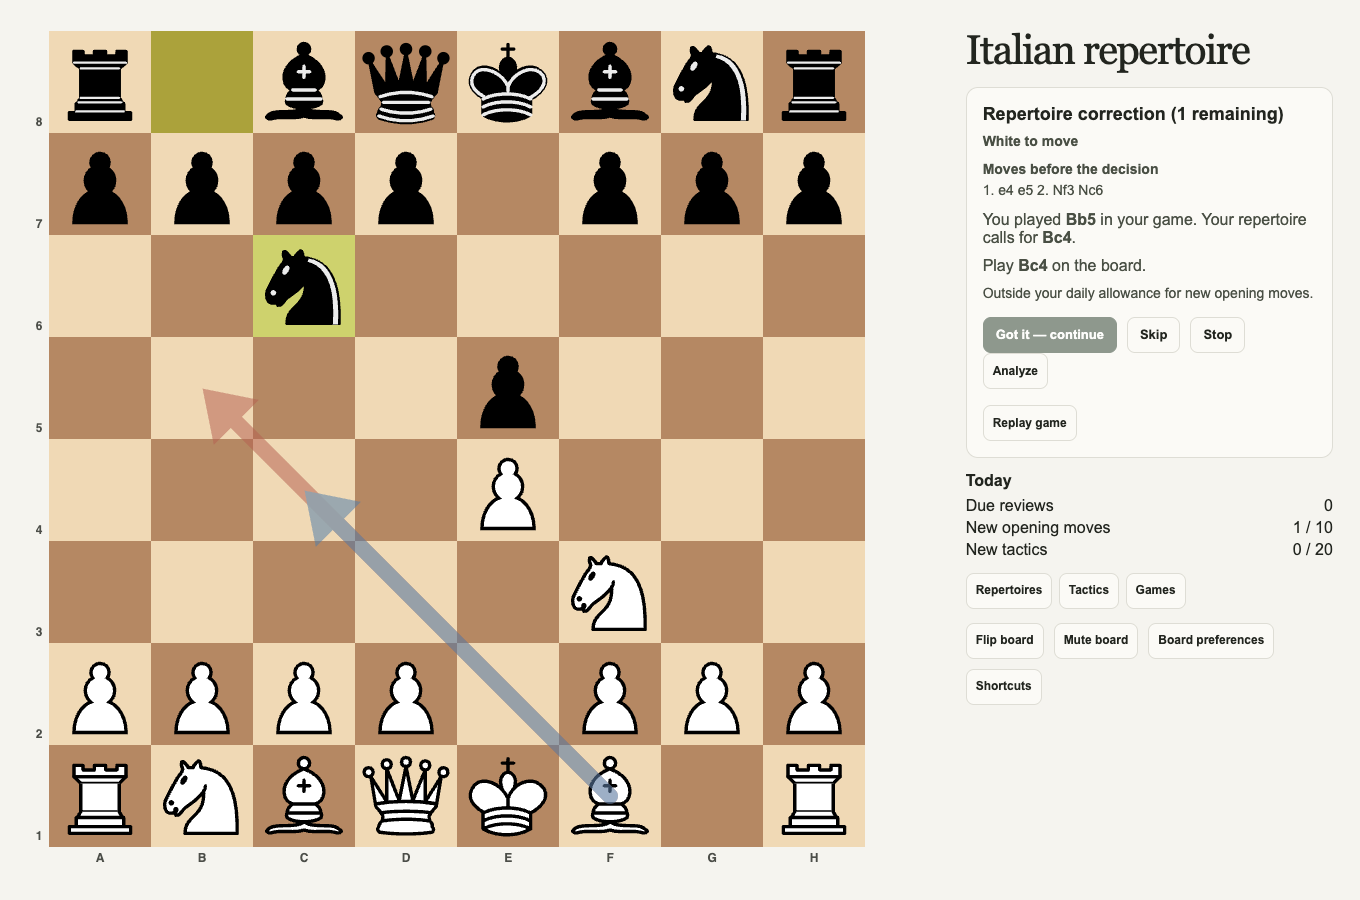 Italian repertoire
Repertoire correction (1 remaining)
White to move
Moves before the decision
1. e4 e5 2. Nf3 Nc6
You played Bb5 in your game. Your repertoire
calls for Bc4.
Play Bc4 on the board.
Outside your daily allowance for new opening moves.
Got it — continue
Skip
Stop
Analyze
Replay game
Today
Due reviews 0
New opening moves 1 / 10
New tactics 0 / 20
Repertoires
Tactics
Games
Flip board
Mute board
Board preferences
Shortcuts
8
7
6
5
4
3
2
1
A B C D E F G H